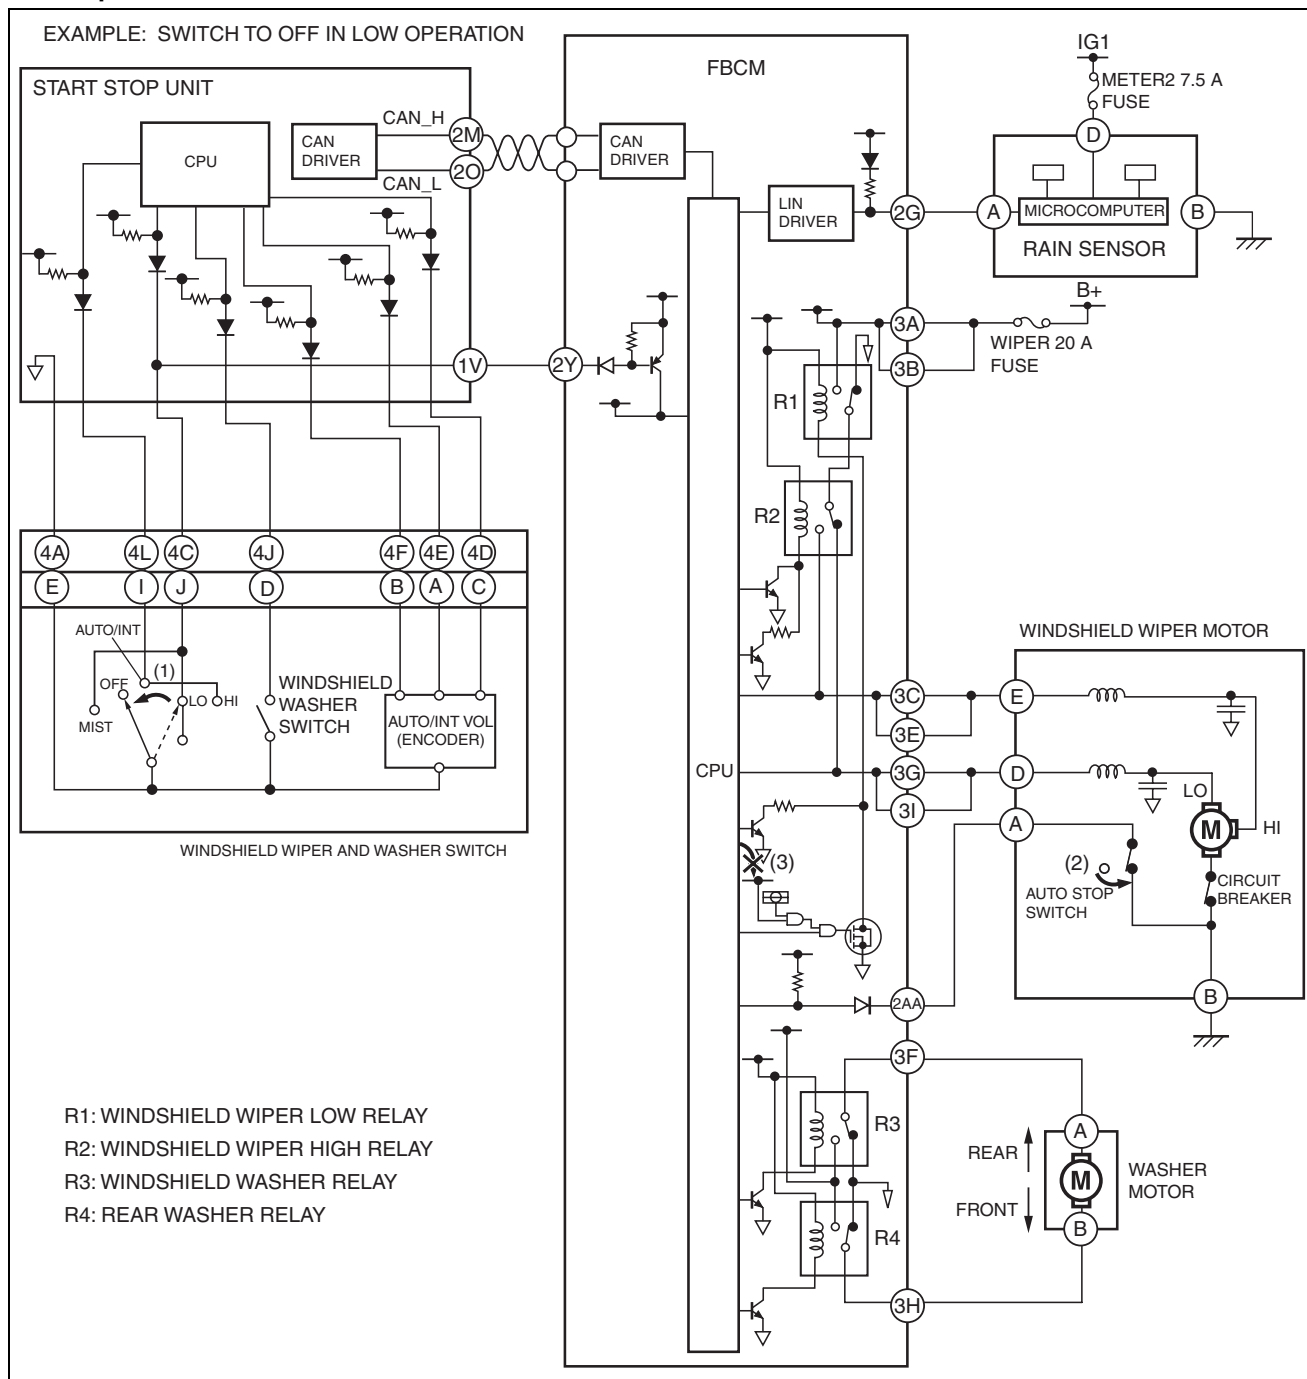 EXAMPLE: SWITCH TO OFF IN LOW OPERATION
START STOP UNIT
CPU
CAN
DRIVER
CAN_H
CAN_L
2M
2O
1V
FBCM
CAN
DRIVER
LIN
DRIVER
2G
2Y
CPU
IG1
METER2 7.5 A
FUSE
D
A
MICROCOMPUTER
B
RAIN SENSOR
B+
3A
3B
WIPER 20 A
FUSE
R1
R2
4A
4L
4C
4J
4F
4E
4D
E
I
J
D
B
A
C
AUTO/INT
(1)
OFF
LO
HI
MIST
WINDSHIELD
WASHER
SWITCH
AUTO/INT VOL
(ENCODER)
WINDSHIELD WIPER AND WASHER SWITCH
3C
3E
3G
3I
(3)
2AA
WINDSHIELD WIPER MOTOR
E
D
A
LO
M
HI
(2)
AUTO STOP
SWITCH
CIRCUIT
BREAKER
B
3F
R3
R4
3H
REAR
FRONT
A
M
B
WASHER
MOTOR
R1: WINDSHIELD WIPER LOW RELAY
R2: WINDSHIELD WIPER HIGH RELAY
R3: WINDSHIELD WASHER RELAY
R4: REAR WASHER RELAY